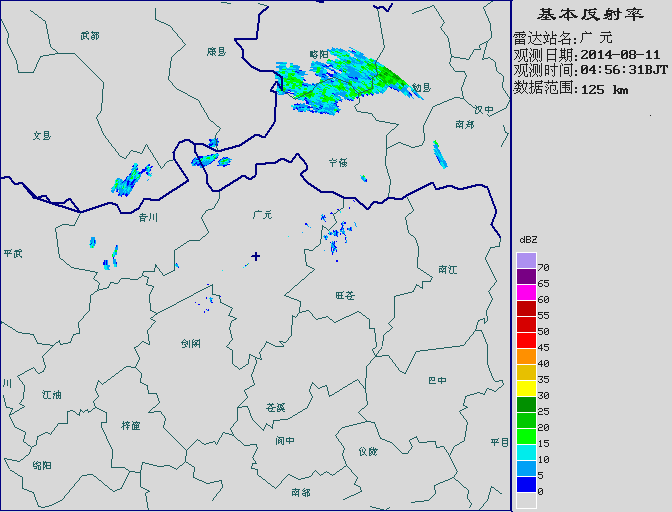 基本反射率
雷达站名:广 元
观测日期:2014-08-11
观测时间:04:56:31BJT
数据范围:125 km
武都
康县
略阳
勉县
汉中
南郑
文县
宁强
青川
广元
平武
南江
旺苍
剑阁
川
江油
巴中
苍溪
梓潼
阆中
仪陇
平昌
绵阳
南部
dBZ
70
65
60
55
50
45
40
35
30
25
20
15
10
5
0